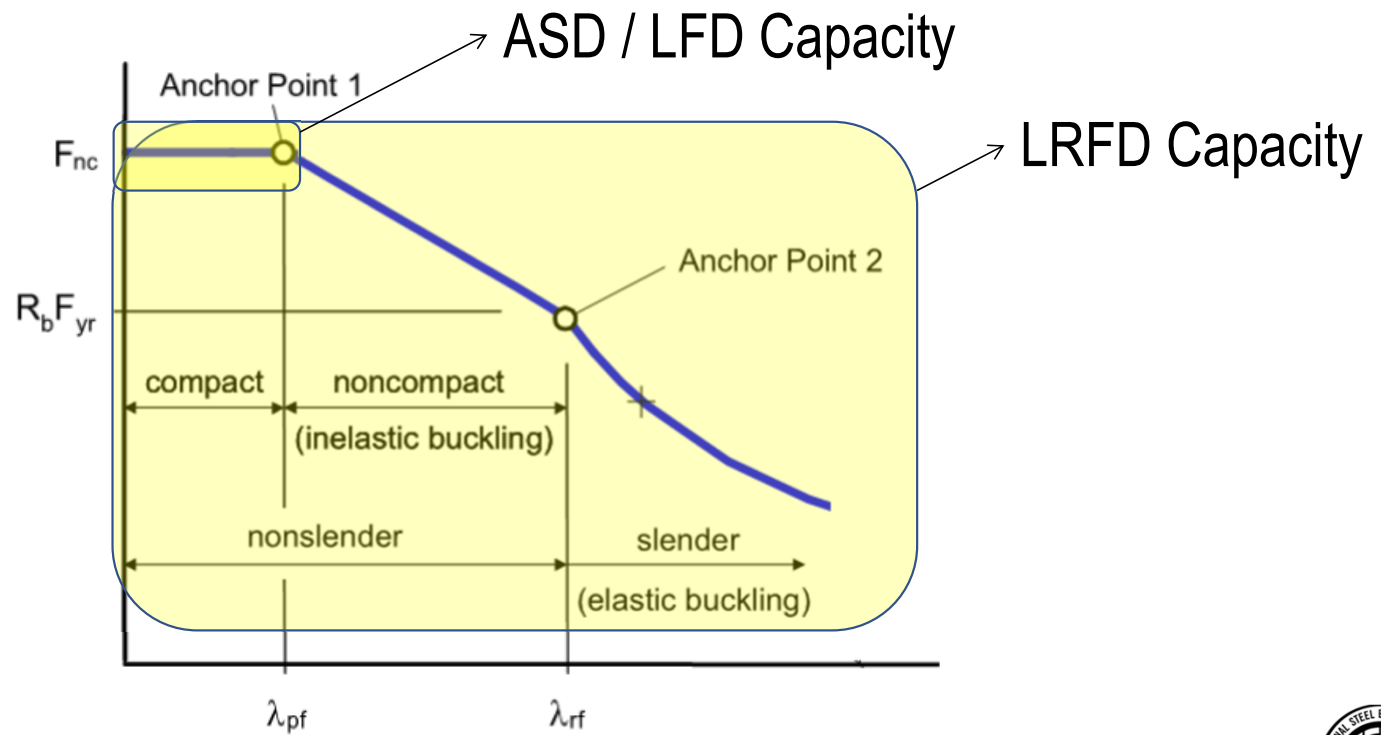 ASD / LFD Capacity
Anchor Point 1
LRFD Capacity
Fnc
Anchor Point 2
RbFyr
compact
noncompact
(inelastic buckling)
nonslender
slender
(elastic buckling)
λpf
λrf
STEEL